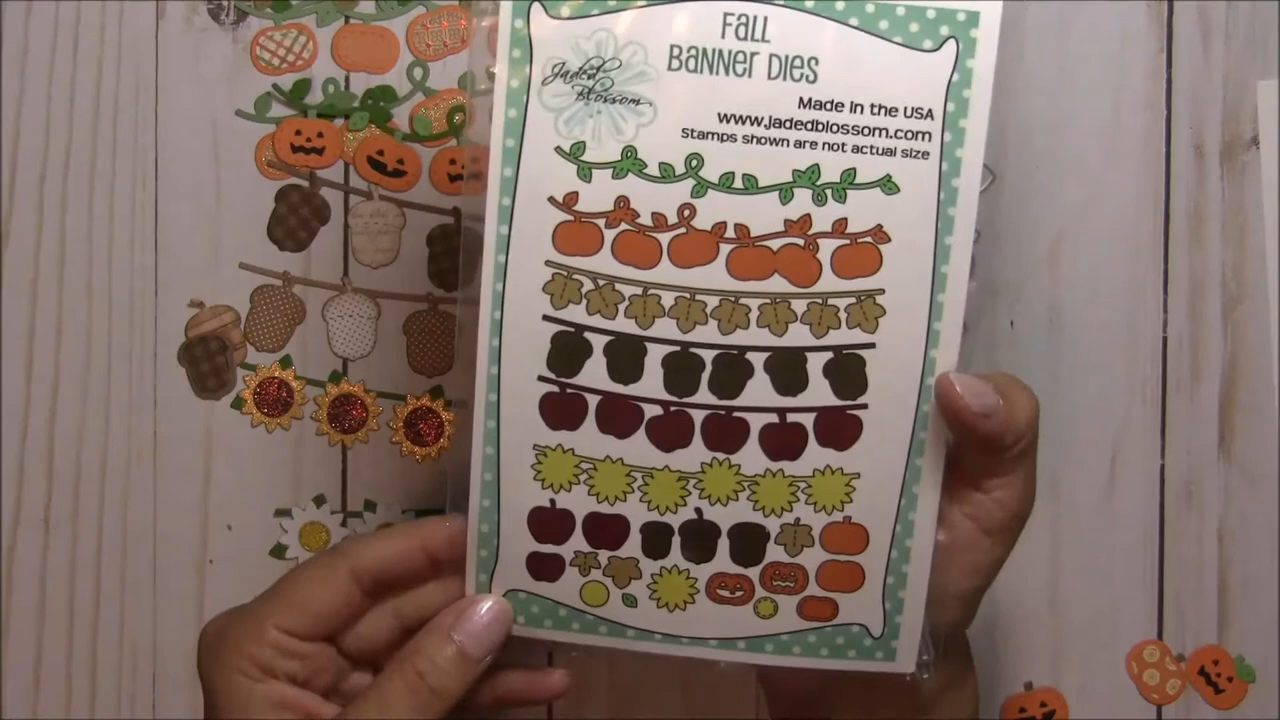 Fall
Banner Dies
Jaded
Blossom
Made in the USA
www.jadedblossom.com
Stamps shown are not actual size